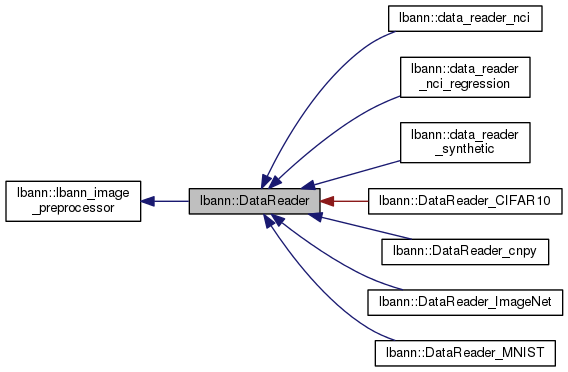 lbann::lbann_image
_preprocessor
lbann::DataReader
lbann::data_reader_nci
lbann::data_reader
_nci_regression
lbann::data_reader
_synthetic
lbann::DataReader_CIFAR10
lbann::DataReader_cnpy
lbann::DataReader_ImageNet
lbann::DataReader_MNIST